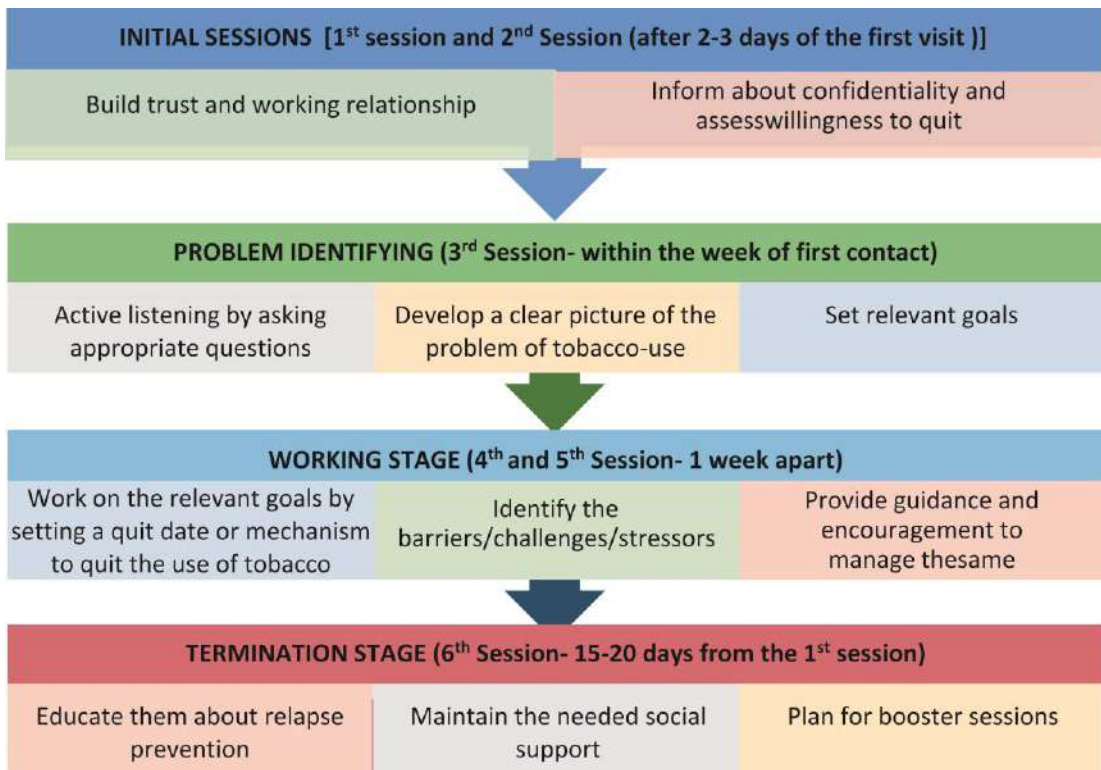 INITIAL SESSIONS [1st session and 2nd Session (after 2-3 days of the first visit )]
Build trust and working relationship
Inform about confidentiality and
assesswillingness to quit
PROBLEM IDENTIFYING (3rd Session- within the week of first contact)
Active listening by asking
appropriate questions
Develop a clear picture of the
problem of tobacco-use
Set relevant goals
WORKING STAGE (4th and 5th Session- 1 week apart)
Work on the relevant goals by
setting a quit date or mechanism
to quit the use of tobacco
Identify the
barriers/challenges/stressors
Provide guidance and
encouragement to
manage thesame
TERMINATION STAGE (6th Session- 15-20 days from the 1st session)
Educate them about relapse
prevention
Maintain the needed social
support
Plan for booster sessions